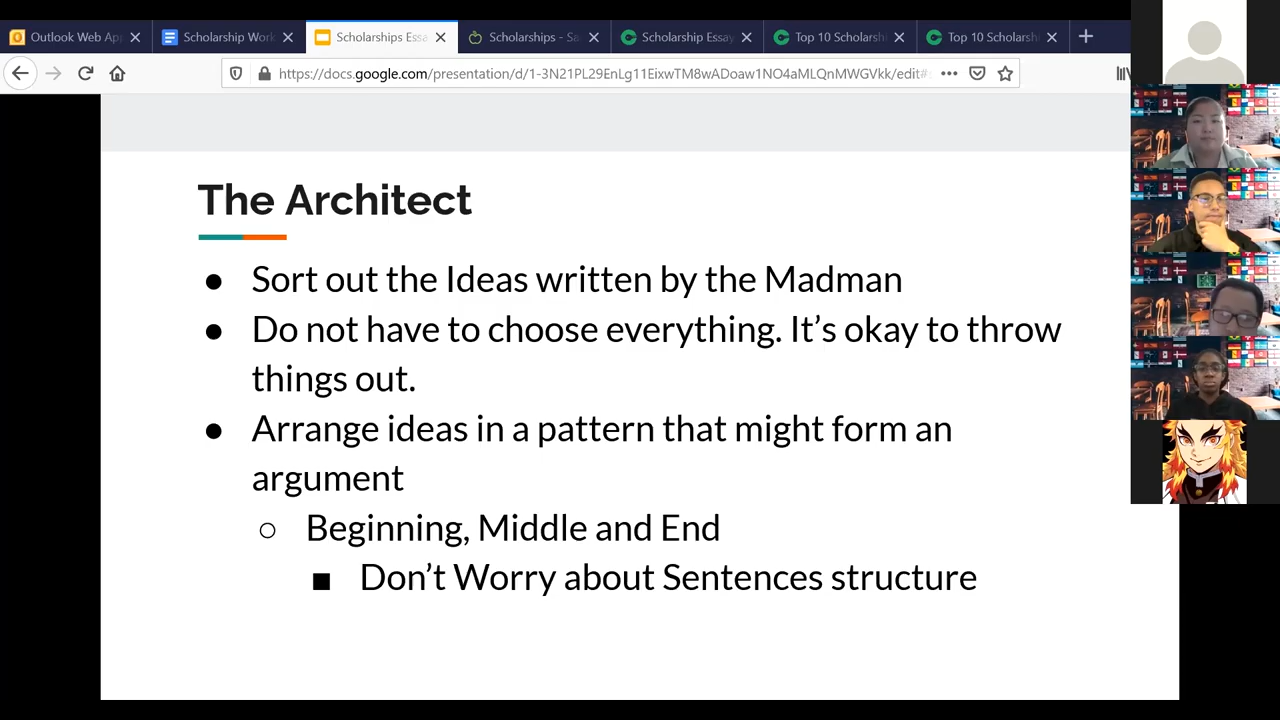 Outlook Web Ap
Scholarship Work
Scholarships Essa
Scholarships - Sa
Scholarship Essay
Top 10 Scholarsh
Top 10 Scholarsh
https://docs.google.com/presentation/d/1-3N21PL29EnLg11EixwTM8wADoaw1NO4aMLQnMWGVkk/edit#
The Architect
● Sort out the Ideas written by the Madman
● Do not have to choose everything. It’s okay to throw
things out.
● Arrange ideas in a pattern that might form an
argument
○ Beginning, Middle and End
■ Don’t Worry about Sentences structure